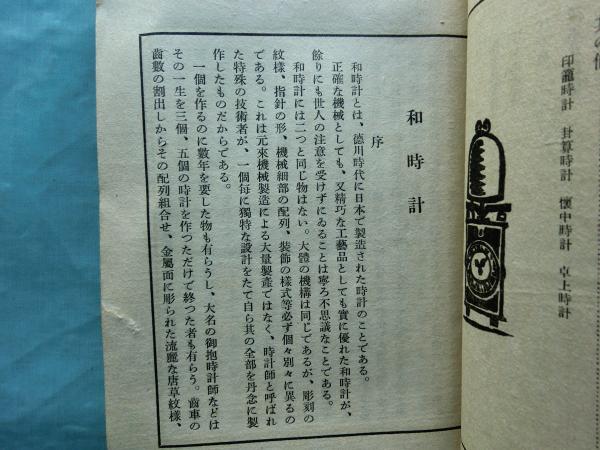 其の他
印籠時計　卦算時計　懷中時計　卓上時計
和時計
序
和時計とは、德川時代に日本で製造された時計のことである。
正確な機械としても、又精巧な工藝品としても實に優れた和時計が、
餘りにも世人の注意を受けずにゐることは寧ろ不思議なことである。
和時計には二つと同じ物はない。大體の機構は同じであるが、彫刻の
紋樣、指針の形、機械細部の配列、裝飾の樣式等必ず個々別々に異るの
である。これは元來機械製造による大量製產ではなく、時計師と呼ばれ
た特殊の技術者が、一個每に獨特な設計をたて自ら其の全部を丹念に製
作したものだからである。
一個を作るのに數年を要した物も有らうし、大名の御抱時計師などは
その一生を三個、五個の時計を作つただけで終つた者も有らう。齒車の
齒數の割出しからその配列組合せ、金屬面に彫られた流麗な唐草紋樣、